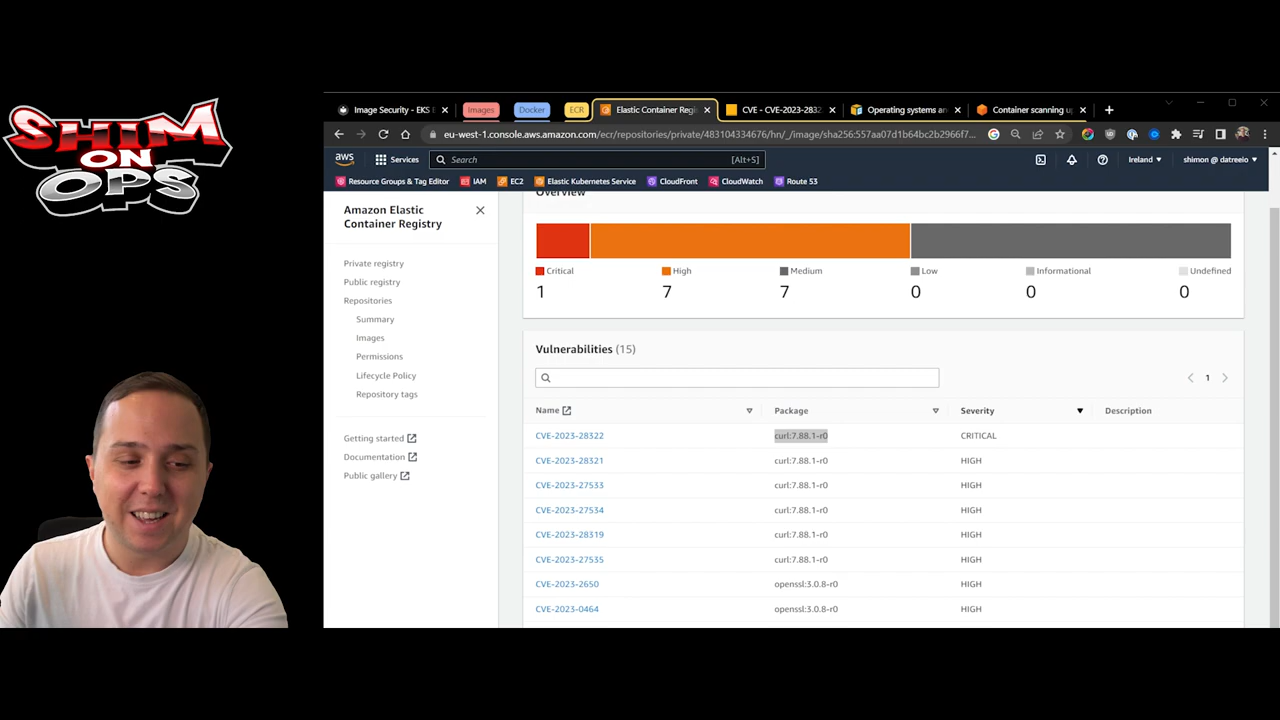 SHIM
ON
OPS
Image Security - EKS B
Images
Docker
ECR
Elastic Container Regi
CVE - CVE-2023-2832
Operating systems an
Container scanning up
eu-west-1.console.aws.amazon.com/ecr/repositories/private/483104334676/hn/_/image/sha256:557aa07d1b64bc2b2966f7...
aws
Services
Search
[Alt+S]
Ireland
shimon @ datreeio
Resource Groups & Tag Editor
IAM
EC2
Elastic Kubernetes Service
CloudFront
CloudWatch
Route 53
Amazon Elastic
Container Registry
Private registry
Public registry
Repositories
Summary
Images
Permissions
Lifecycle Policy
Repository tags
Getting started
Documentation
Public gallery
Overview
Critical High Medium Low Informational Undefined
1 7 7 0 0 0
Vulnerabilities (15)
1
Name Package Severity Description
CVE-2023-28322 curl:7.88.1-r0 CRITICAL
CVE-2023-28321 curl:7.88.1-r0 HIGH
CVE-2023-27533 curl:7.88.1-r0 HIGH
CVE-2023-27534 curl:7.88.1-r0 HIGH
CVE-2023-28319 curl:7.88.1-r0 HIGH
CVE-2023-27535 curl:7.88.1-r0 HIGH
CVE-2023-2650 openssl:3.0.8-r0 HIGH
CVE-2023-0464 openssl:3.0.8-r0 HIGH